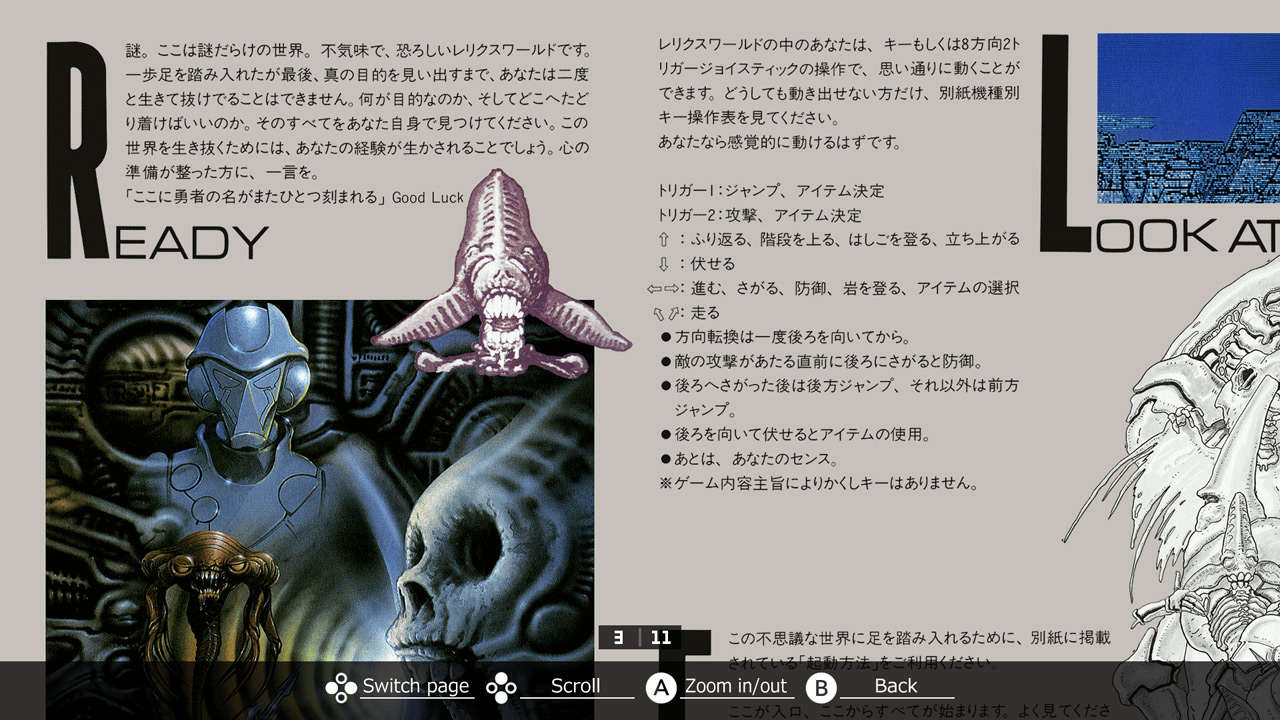 謎。ここは謎だらけの世界。不気味で、恐ろしいレリクスワールドです。
一歩足を踏み入れたが最後、真の目的を見い出すまで、あなたは二度
と生きて抜けでることはできません。何が目的なのか、そしてどこへたど
り着けばいいのか。そのすべてをあなた自身で見つけてください。この
世界を生き抜くためには、あなたの経験が生かされることでしょう。心の
準備が整った方に、一言を。
「ここに勇者の名がまたひとつ刻まれる」Good Luck
READY
レリクスワールドの中のあなたは、キーもしくは8方向2ト
リガージョイスティックの操作で、思い通りに動くことが
できます。どうしても動き出せない方だけ、別紙機種別
キー操作表を見てください。
あなたなら感覚的に動けるはずです。
トリガー1:ジャンプ、アイテム決定
トリガー2:攻撃、アイテム決定
⇧:ふり返る、階段を上る、はしごを登る、立ち上がる
⇩:伏せる
⇦⇨:進む、さがる、防御、岩を登る、アイテムの選択
⇖⇗:走る
●方向転換は一度後ろを向いてから。
●敵の攻撃があたる直前に後ろにさがると防御。
●後ろへさがった後は後方ジャンプ、それ以外は前方
ジャンプ。
●後ろを向いて伏せるとアイテムの使用。
●あとは、あなたのセンス。
※ゲーム内容主旨によりかくしキーはありません。
LOOK AT
この不思議な世界に足を踏み入れるために、別紙に掲載
されている「起動方法」をご利用ください。
ここが入口、ここからすべてが始まります。よく見てくださ
3 | 11
Switch page Scroll A Zoom in/out B Back